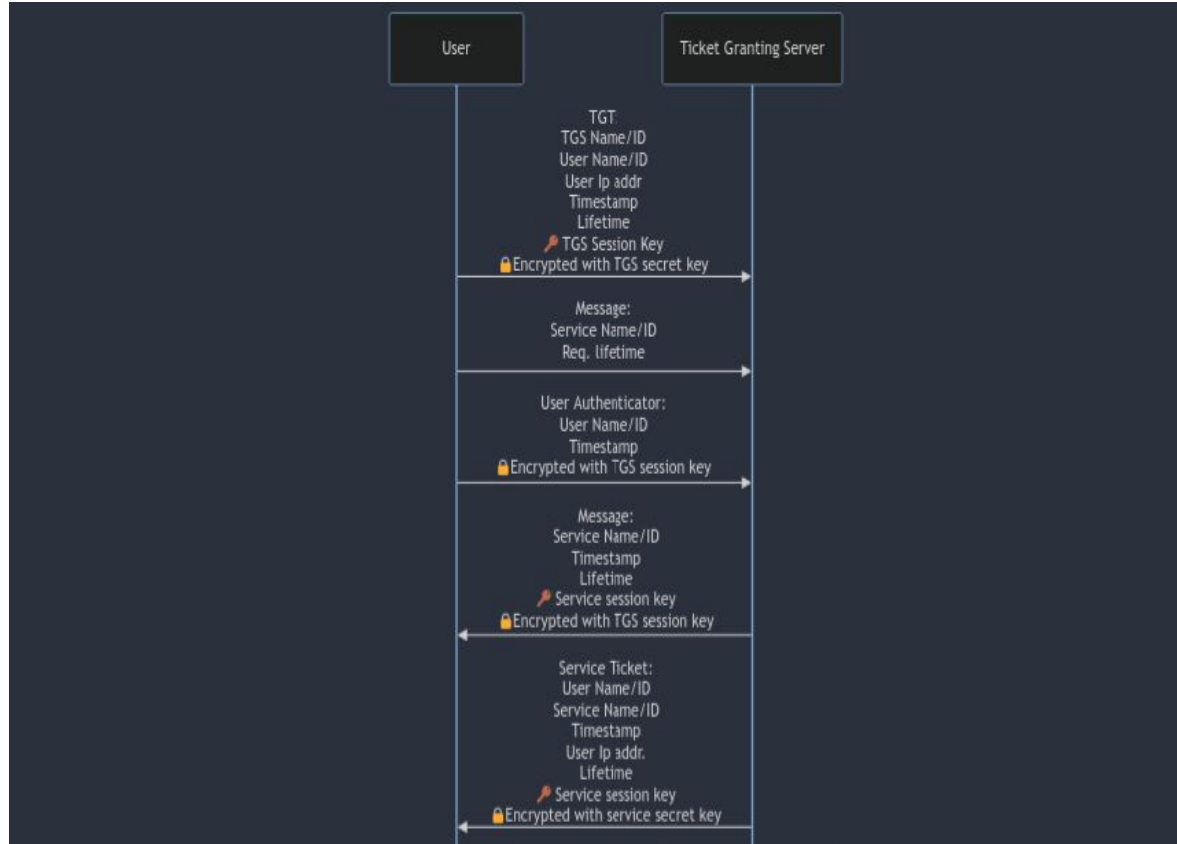 User
Ticket Granting Server
TGT
TGS Name/ID
User Name/ID
User Ip addr
Timestamp
Lifetime
🔑 TGS Session Key
🔒Encrypted with TGS secret key
Message:
Service Name/ID
Req. lifetime
User Authenticator:
User Name/ID
Timestamp
🔒Encrypted with TGS session key
Message:
Service Name/ID
Timestamp
Lifetime
🔑 Service session key
🔒Encrypted with TGS session key
Service Ticket:
User Name/ID
Service Name/ID
Timestamp
User Ip addr.
Lifetime
🔑 Service session key
🔒Encrypted with service secret key